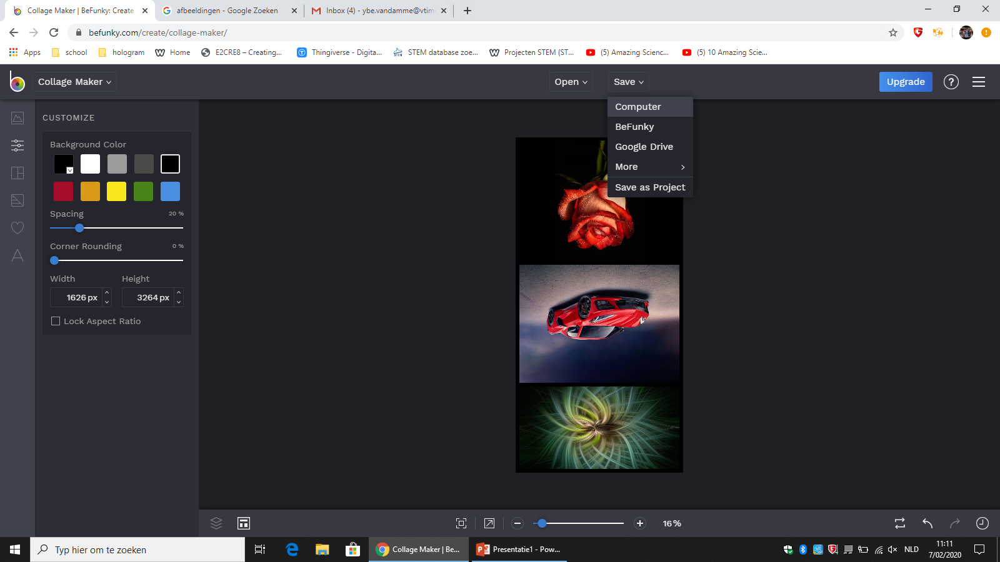 Collage Maker | BeFunky: Create
afbeeldingen - Google Zoeken
Inbox (4) - ybe.vandamme@vtim
befunky.com/create/collage-maker/
Apps
school
hologram
Home
E2CRE8 – Creating...
Thingiverse - Digita...
STEM database zoe...
Projecten STEM (ST...
(5) Amazing Scienc...
(5) 10 Amazing Scie...
Collage Maker
Open
Save
Upgrade
?
Computer
BeFunky
Google Drive
More
Save as Project
CUSTOMIZE
Background Color
Spacing
20 %
Corner Rounding
0 %
Width
Height
1626 px
3264 px
Lock Aspect Ratio
16%
Typ hier om te zoeken
Collage Maker | Be...
Presentatie1 - Pow...
NLD
11:11
7/02/2020